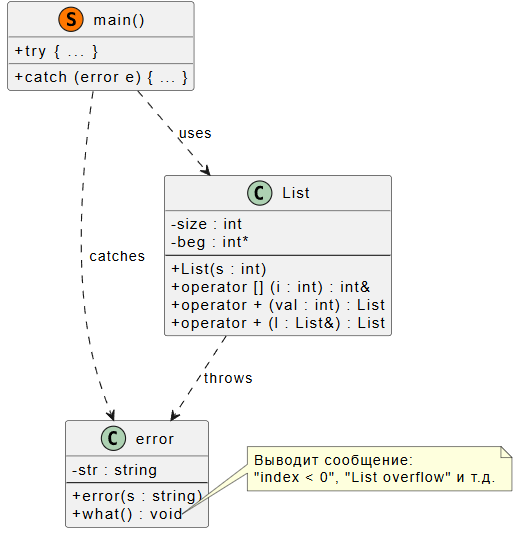 S main()
+try { ... }
+catch (error e) { ... }
uses
C List
-size : int
-beg : int*
+List(s : int)
+operator [] (i : int) : int&
+operator + (val : int) : List
+operator + (l : List&) : List
catches
throws
C error
-str : string
+error(s : string)
+what() : void
Выводит сообщение:
"index < 0", "List overflow" и т.д.